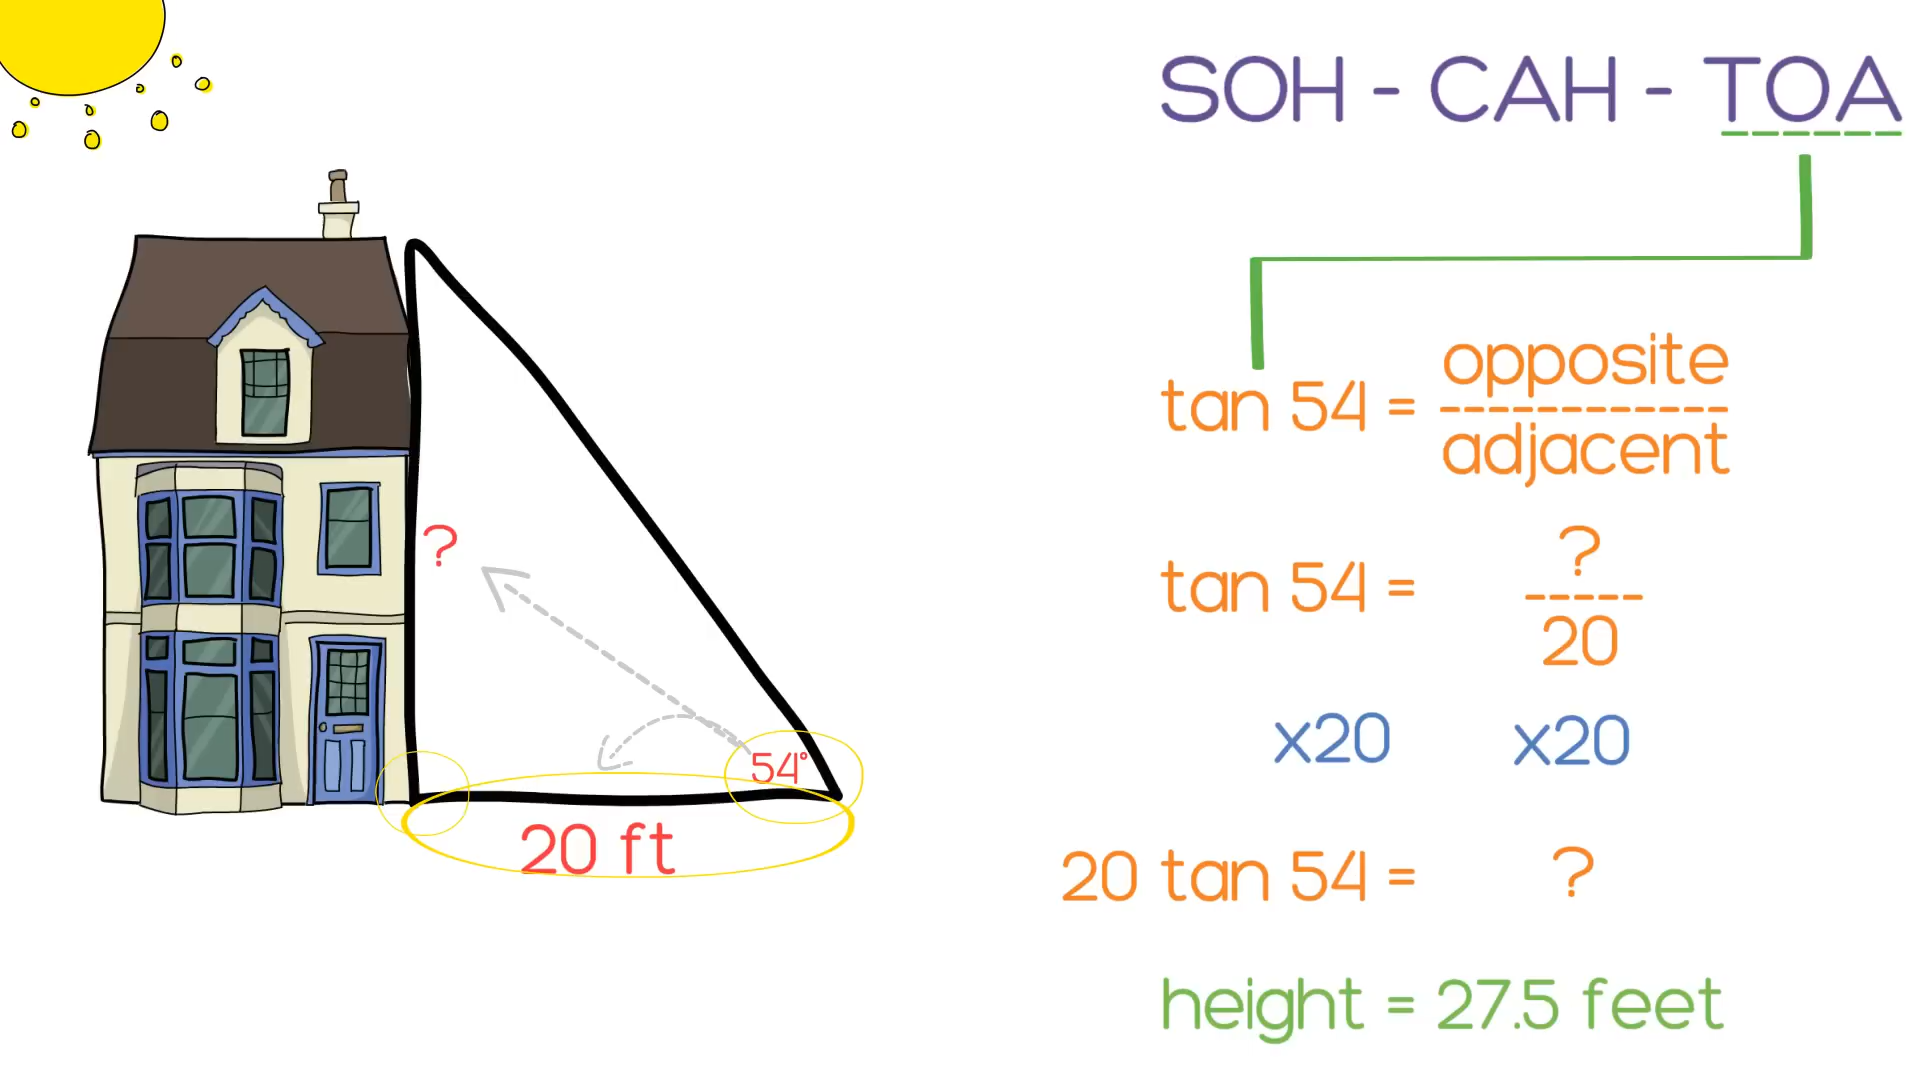 SOH - CAH - TOA
tan 54 = opposite
adjacent
?
tan 54 = ?
20
x20 x20
54°
20 ft
20 tan 54 = ?
height = 27.5 feet